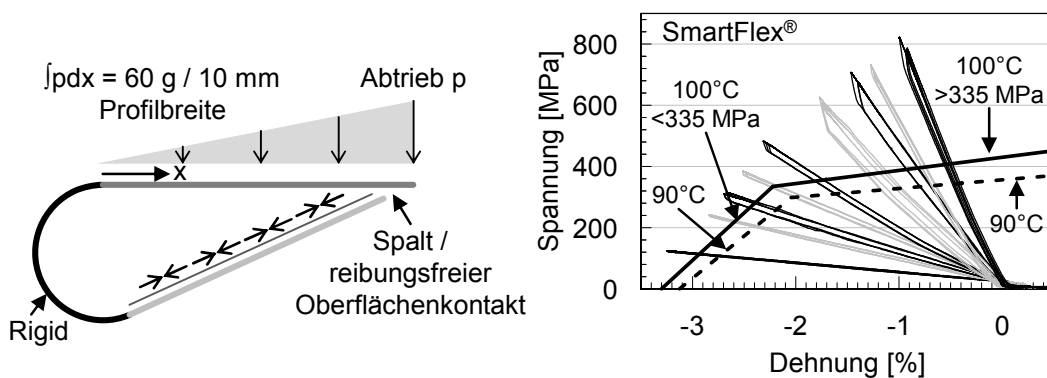 ∫pdx = 60 g / 10 mm
Profilbreite
Abtrieb p
x
Spalt /
reibungsfreier
Oberflächenkontakt
Rigid
SmartFlex®
Spannung [MPa]
800
600
400
200
0
100°C
<335 MPa
90°C
100°C
>335 MPa
90°C
-3
-2
-1
0
Dehnung [%]